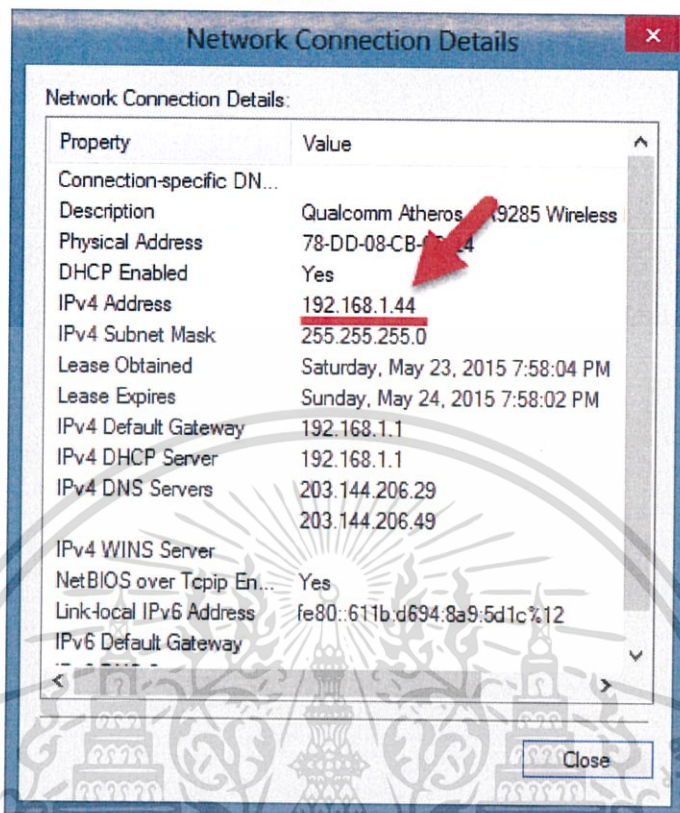 Network Connection Details
Network Connection Details:
Property Value
Connection-specific DN...
Description Qualcomm Atheros 9285 Wireless
Physical Address 78-DD-08-CB-
DHCP Enabled Yes
IPv4 Address 192.168.1.44
IPv4 Subnet Mask 255.255.255.0
Lease Obtained Saturday, May 23, 2015 7:58:04 PM
Lease Expires Sunday, May 24, 2015 7:58:02 PM
IPv4 Default Gateway 192.168.1.1
IPv4 DHCP Server 192.168.1.1
IPv4 DNS Servers 203.144.206.29
203.144.206.49
IPv4 WINS Server
NetBIOS over Tcpip En... Yes
Link-local IPv6 Address fe80::611b:d694:8a9:5d1c%12
IPv6 Default Gateway
Close